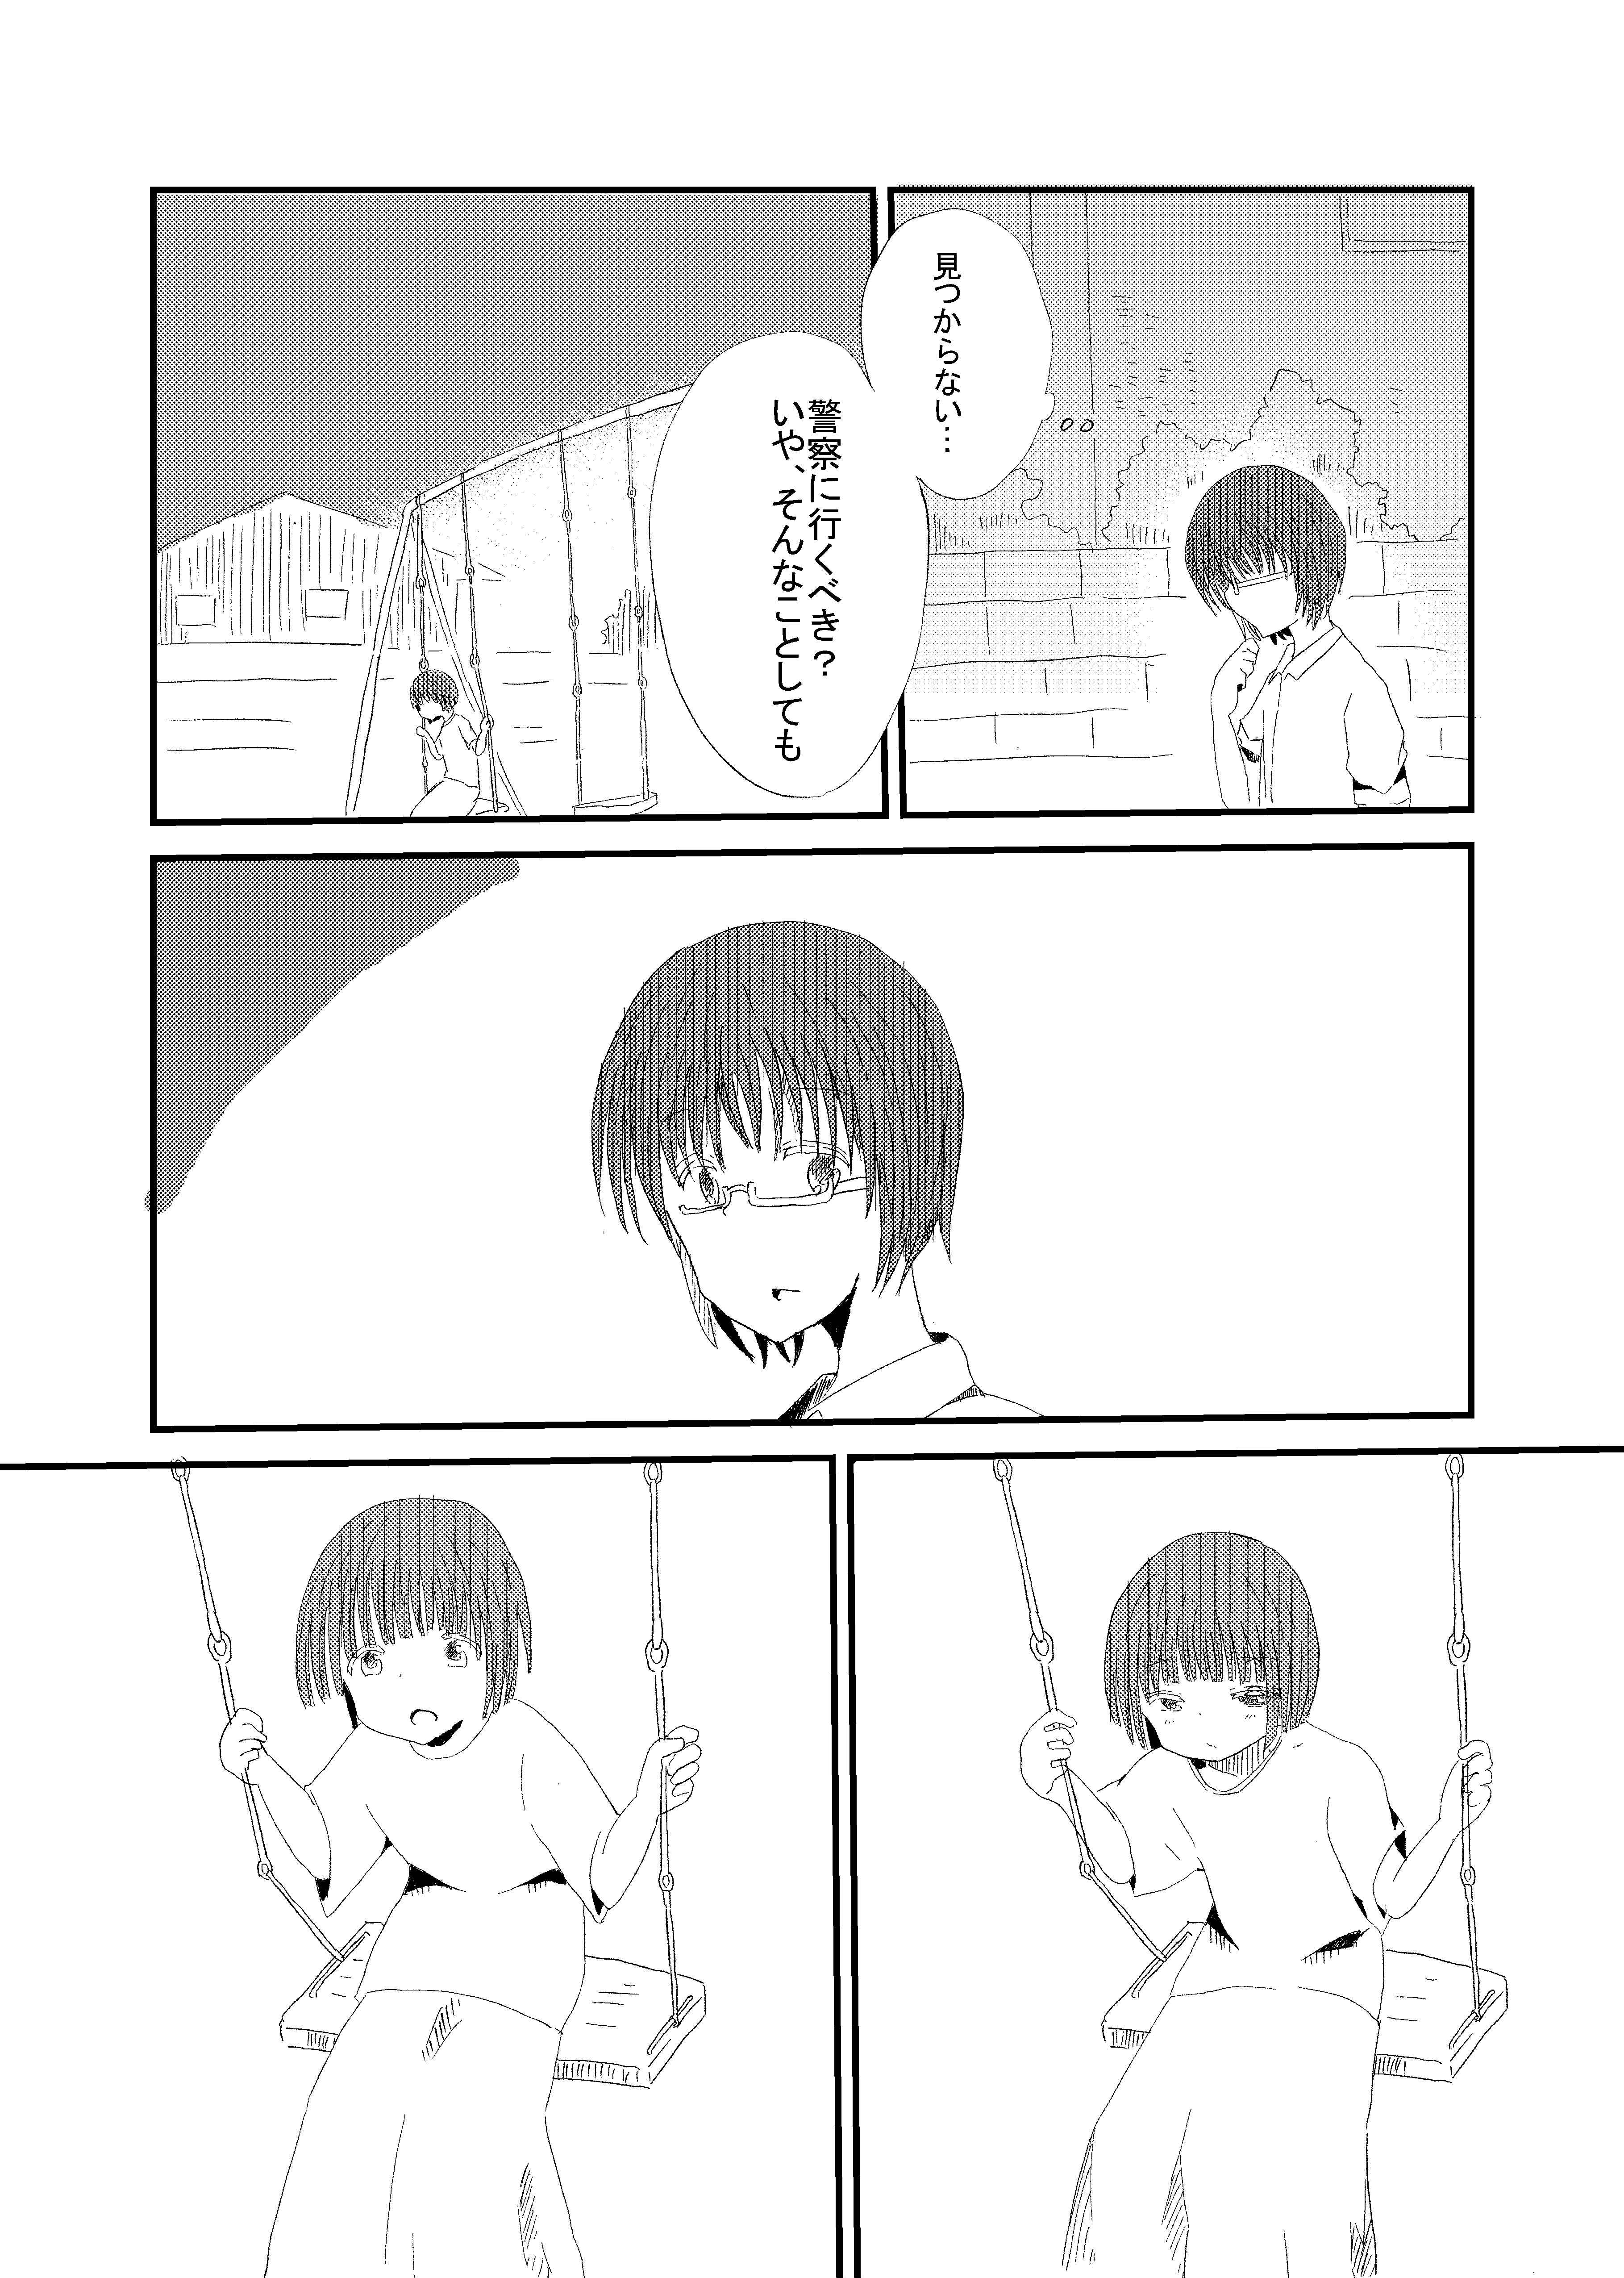 見つからない…
警察に行くべき?
いや、そんなことしても